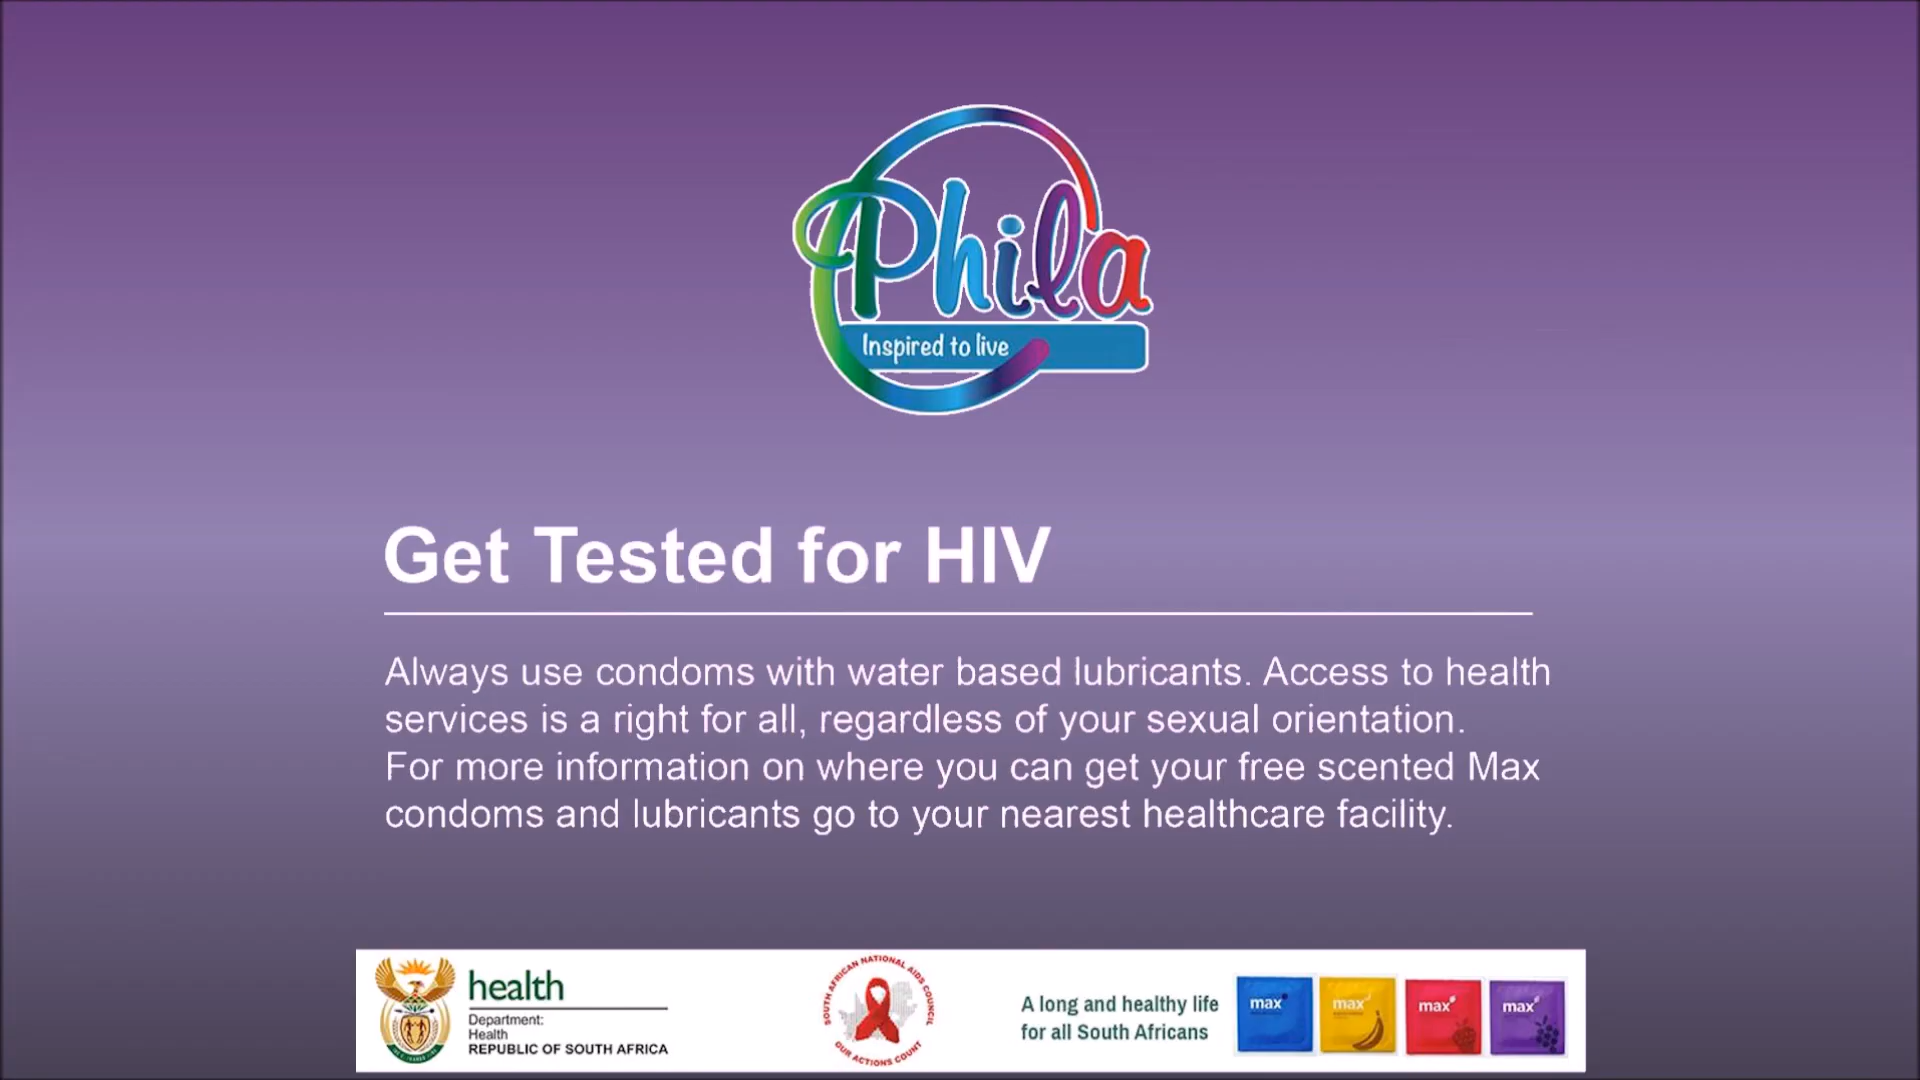 Phila
Inspired to live
Get Tested for HIV
Always use condoms with water based lubricants. Access to health
services is a right for all, regardless of your sexual orientation.
For more information on where you can get your free scented Max
condoms and lubricants go to your nearest healthcare facility.
health
Department:
Health
REPUBLIC OF SOUTH AFRICA
SOUTH AFRICAN NATIONAL AIDS COUNCIL
OUR ACTIONS COUNT
A long and healthy life
for all South Africans
max
max
max
max